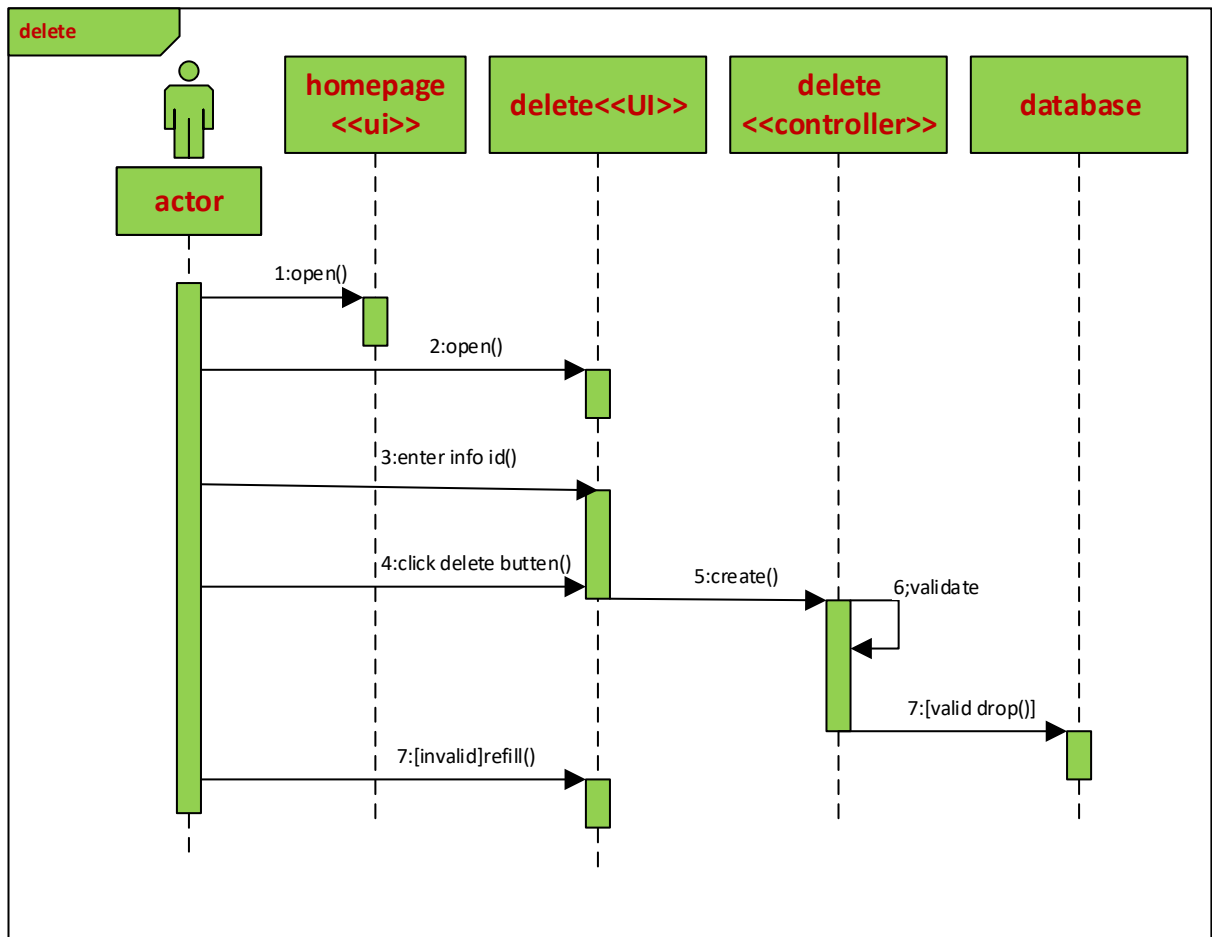 delete
homepage
<<ui>>
delete<<UI>>
delete
<<controller>>
database
actor
1:open()
2:open()
3:enter info id()
4:click delete butten()
5:create()
6;validate
7:[valid drop()]
7:[invalid]refill()